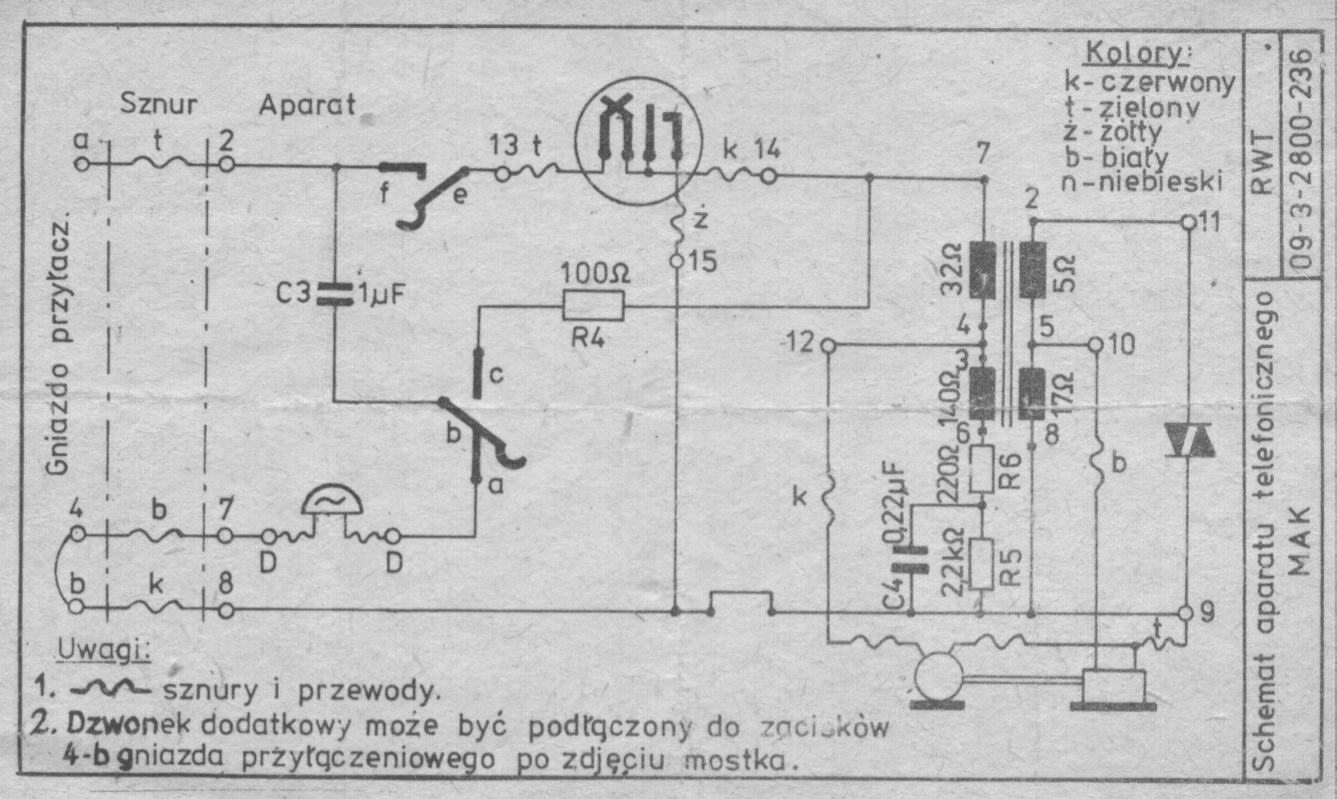 Kolory:
k-czerwony
t-zielony
ż-żółty
b-biały
n-niebieski
Sznur
Aparat
a
t
2
f
e
13 t
k 14
ż
15
7
2
11
Gniazdo przyłacz.
C3
1µF
100Ω
R4
c
b
a
32Ω
5Ω
4
5
12
10
3
140Ω
17Ω
6
8
220Ω
R6
k
b
C4
0,22µF
2,2kΩ
R5
4
b
7
D
D
b
k
8
9
t
Uwagi:
1.
sznury i przewody.
2. Dzwonek dodatkowy może być podłączony do zacisków
4-b gniazda przyłączeniowego po zdjęciu mostka.
RWT
09-3-2800-236
Schemat aparatu telefonicznego
MAK